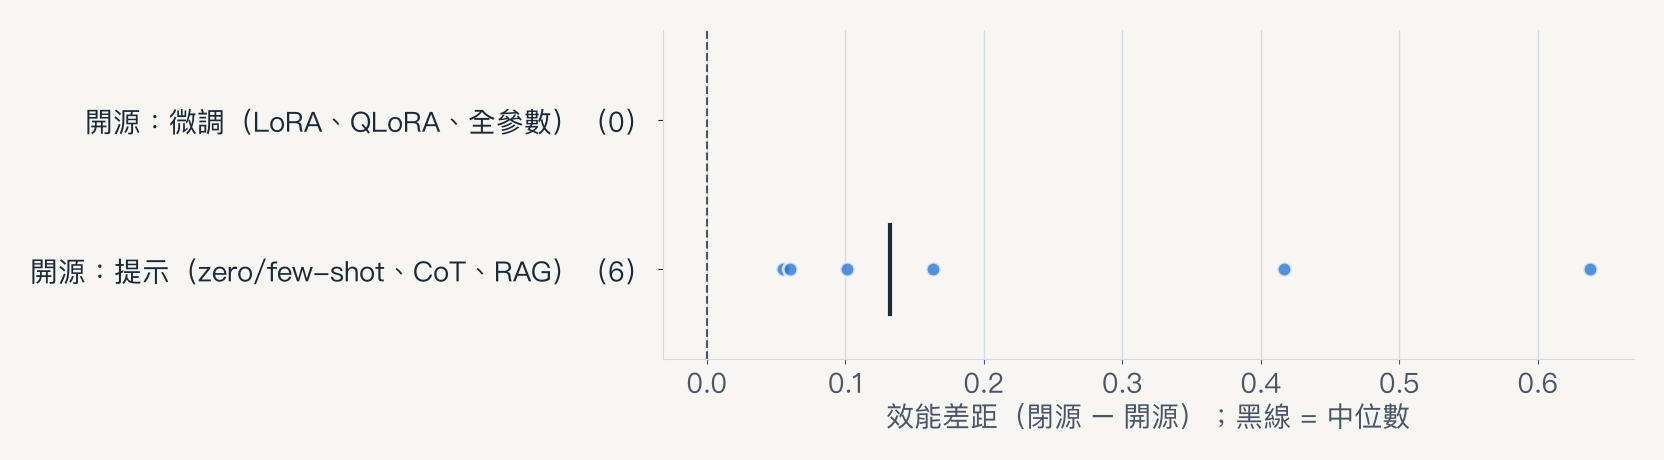 開源：微調（LoRA、QLoRA、全參數）（0）
開源：提示（zero/few–shot、CoT、RAG）（6）
0.0 0.1 0.2 0.3 0.4 0.5 0.6
效能差距（閉源 − 開源）；黑線 = 中位數